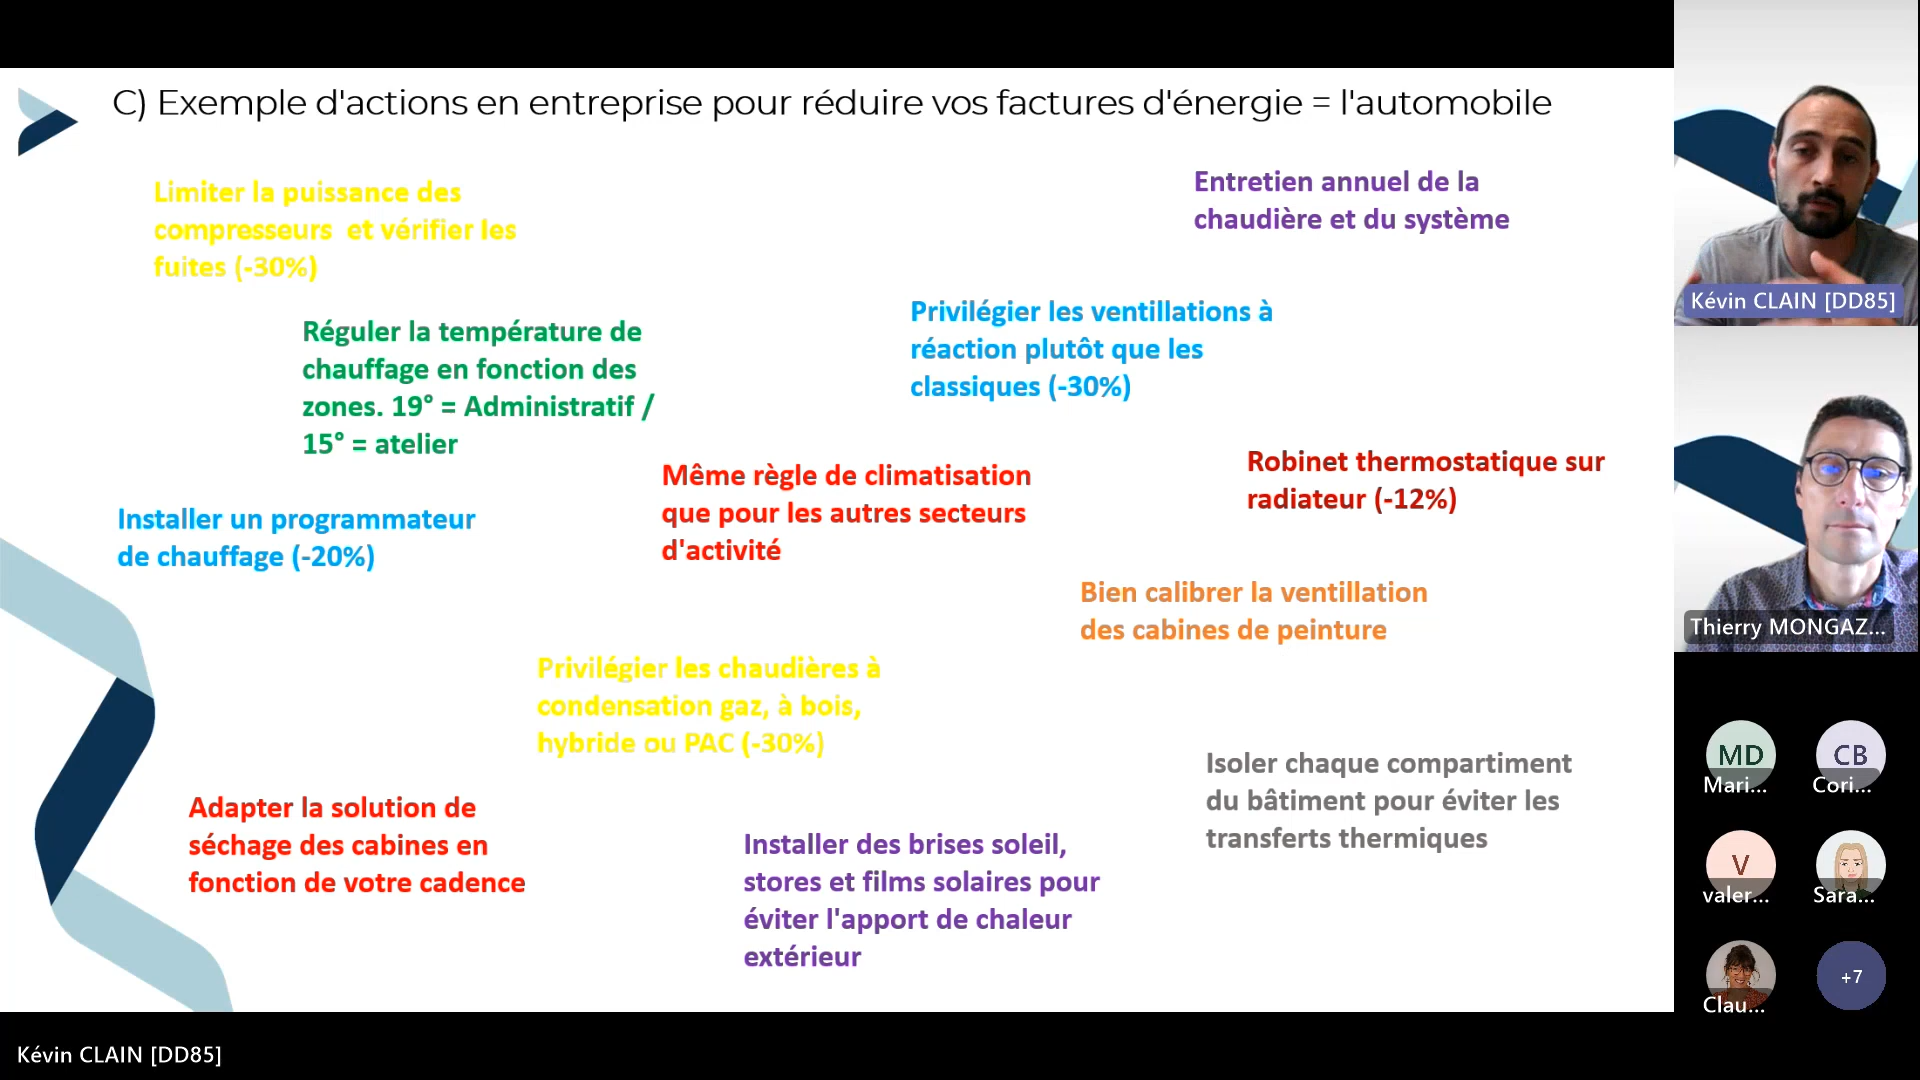 C) Exemple d'actions en entreprise pour réduire vos factures d'énergie = l'automobile
Limiter la puissance des
compresseurs et vérifier les
fuites (-30%)
Entretien annuel de la
chaudière et du système
Réguler la température de
chauffage en fonction des
zones. 19° = Administratif /
15° = atelier
Privilégier les ventillations à
réaction plutôt que les
classiques (-30%)
Même règle de climatisation
que pour les autres secteurs
d'activité
Robinet thermostatique sur
radiateur (-12%)
Installer un programmateur
de chauffage (-20%)
Bien calibrer la ventillation
des cabines de peinture
Privilégier les chaudières à
condensation gaz, à bois,
hybride ou PAC (-30%)
Isoler chaque compartiment
du bâtiment pour éviter les
transferts thermiques
Adapter la solution de
séchage des cabines en
fonction de votre cadence
Installer des brises soleil,
stores et films solaires pour
éviter l'apport de chaleur
extérieur
Kévin CLAIN [DD85]
Thierry MONGAZ...
MD
Mari...
CB
Cori...
V
valer...
Sara...
Clau...
+7
Kévin CLAIN [DD85]